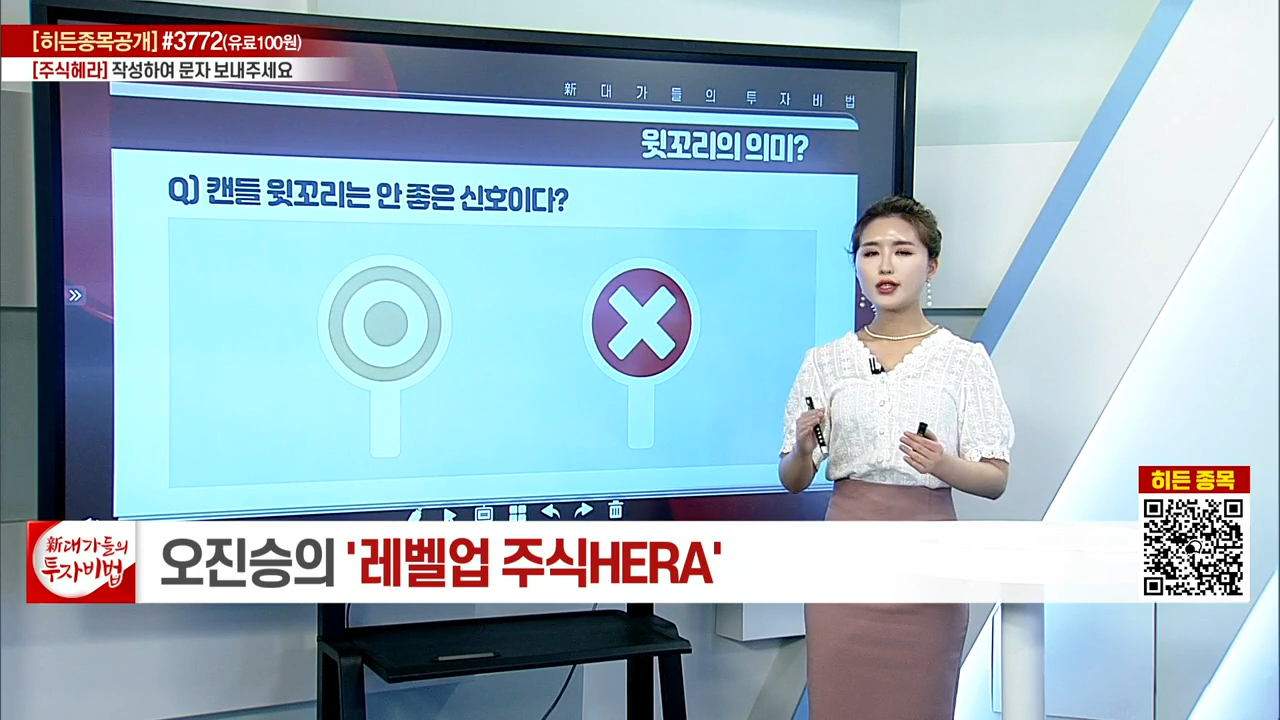 [히든종목공개] #3772(유료100원)
[주식헤라] 작성하여 문자 보내주세요
新 대 가 들 의 투 자 비 법
윗꼬리의 의미?
Q) 캔들 윗꼬리는 안 좋은 신호이다?
히든 종목
新대가들의
투자비법
오진승의 '레벨업 주식HERA'